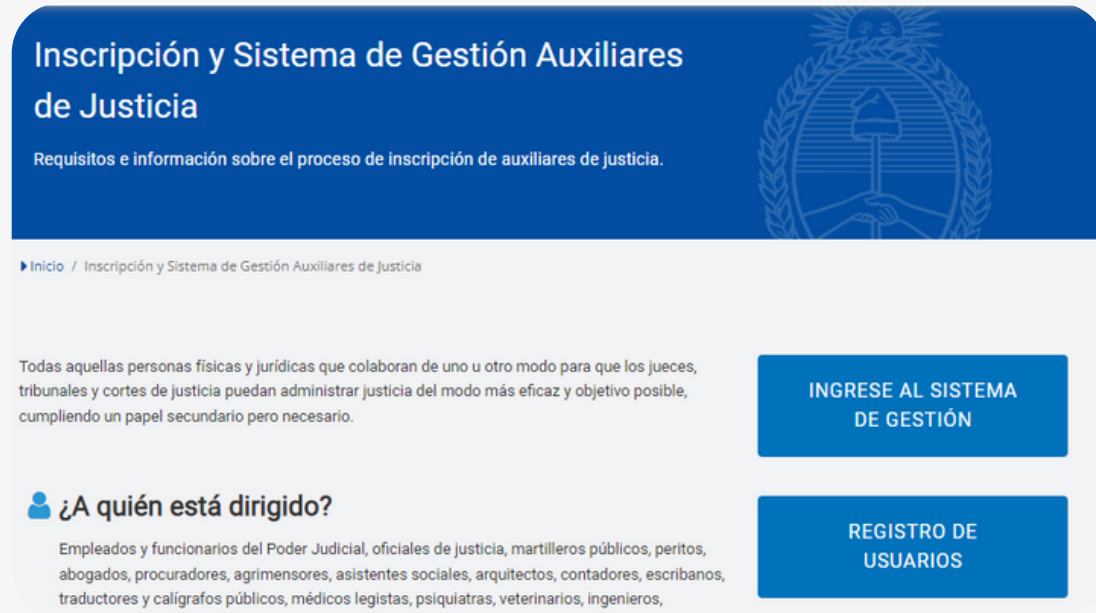 Inscripción y Sistema de Gestión Auxiliares
de Justicia
Requisitos e información sobre el proceso de inscripción de auxiliares de justicia.
Inicio / Inscripción y Sistema de Gestión Auxiliares de Justicia
Todas aquellas personas físicas y jurídicas que colaboran de uno u otro modo para que los jueces,
tribunales y cortes de justicia puedan administrar justicia del modo más eficaz y objetivo posible,
cumpliendo un papel secundario pero necesario.
INGRESE AL SISTEMA
DE GESTIÓN
¿A quién está dirigido?
Empleados y funcionarios del Poder Judicial, oficiales de justicia, martilleros públicos, peritos,
abogados, procuradores, agrimensores, asistentes sociales, arquitectos, contadores, escribanos,
traductores y calígrafos públicos, médicos legistas, psiquiatras, veterinarios, ingenieros,
REGISTRO DE
USUARIOS